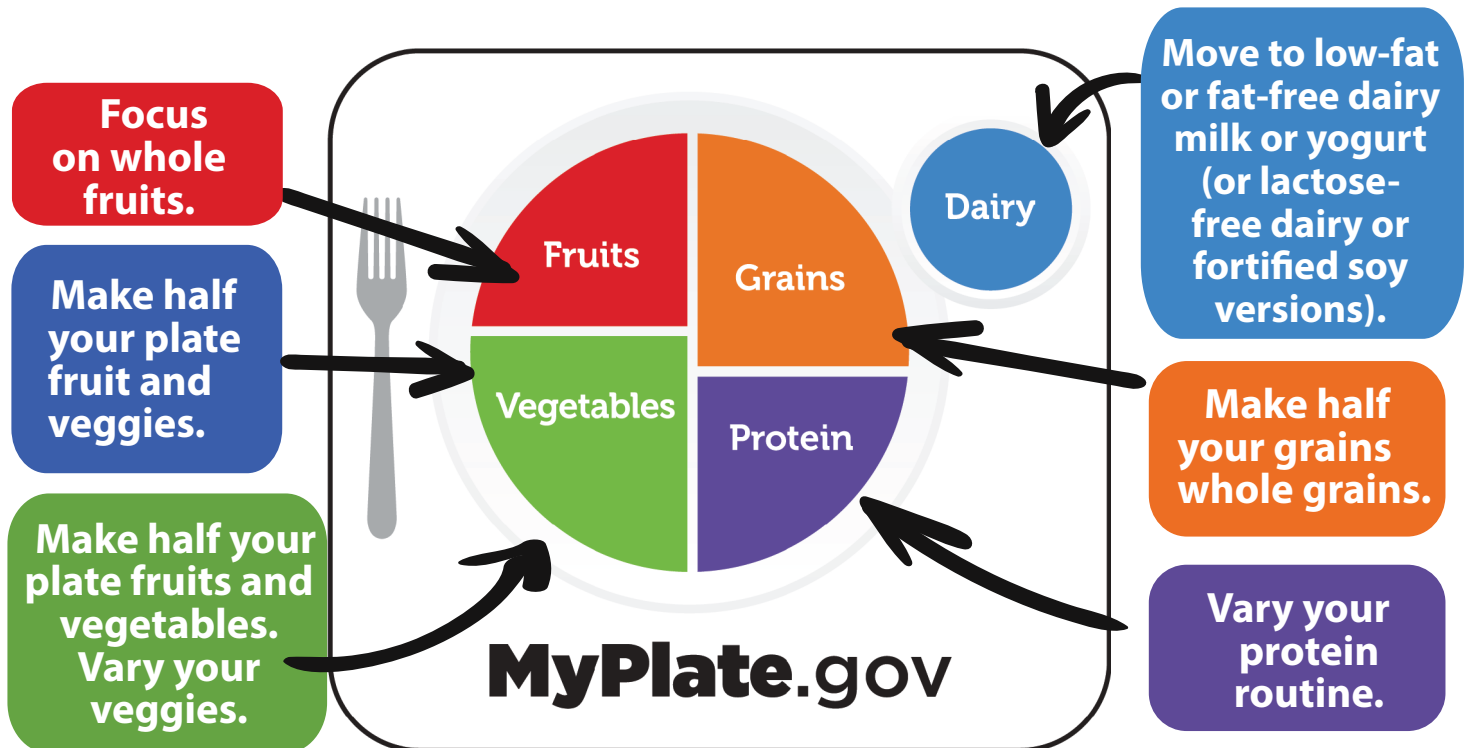 Focus
on whole
fruits.
Make half
your plate
fruit and
veggies.
Make half your
plate fruits and
vegetables.
Vary your
veggies.
Fruits
Grains
Vegetables
Protein
Dairy
MyPlate.gov
Move to low-fat
or fat-free dairy
milk or yogurt
(or lactose-
free dairy or
fortified soy
versions).
Make half
your grains
whole grains.
Vary your
protein
routine.